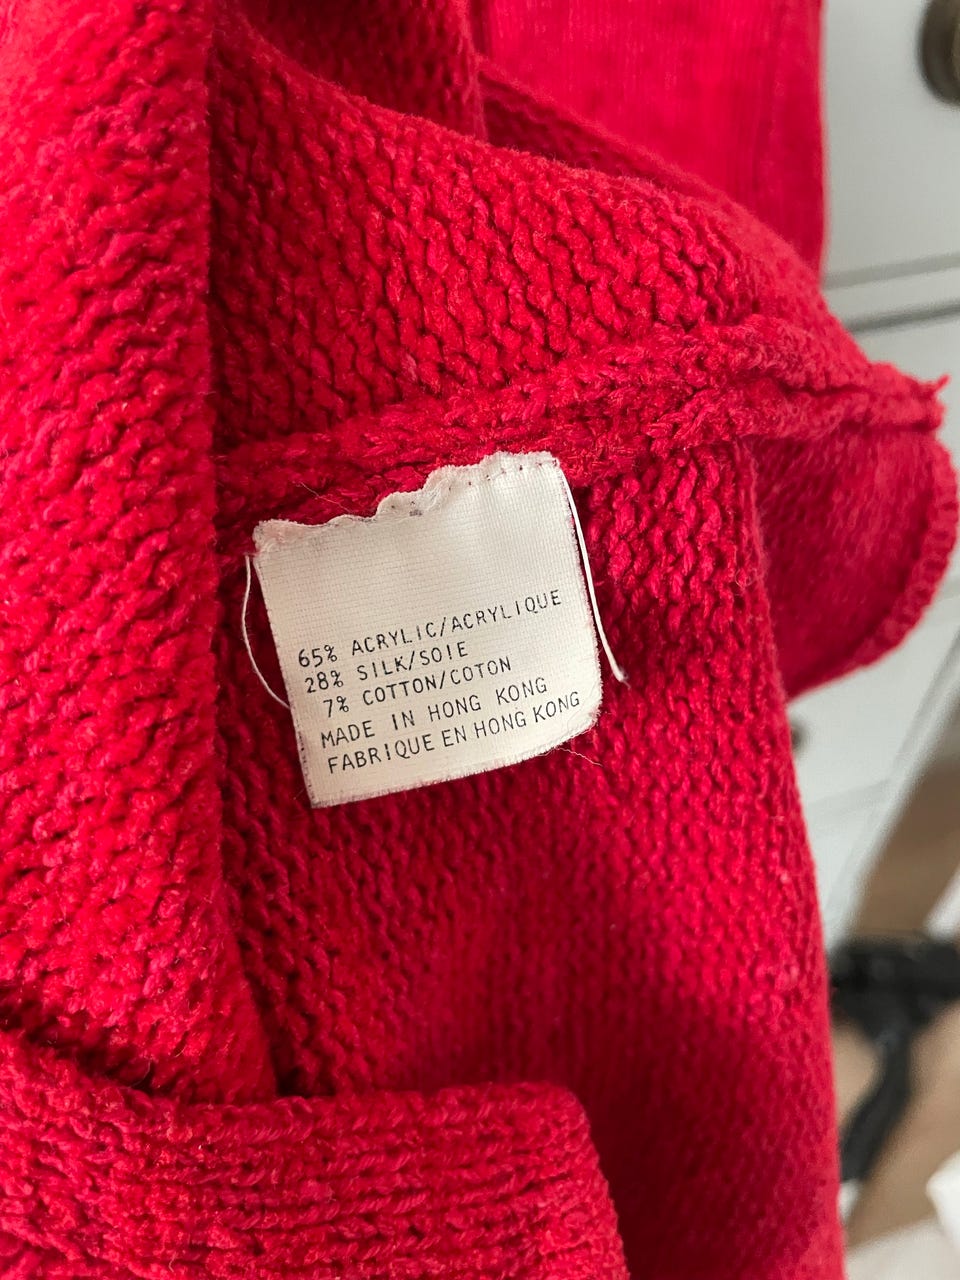 65% ACRYLIC/ACRYLIQUE
28% SILK/SOIE
7% COTTON/COTON
MADE IN HONG KONG
FABRIQUE EN HONG KONG